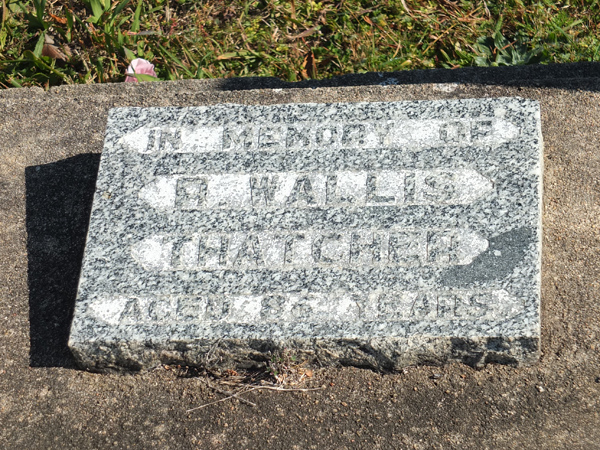 IN MEMORY OF
WALLIS
THATCHER
AGED 86 YEARS